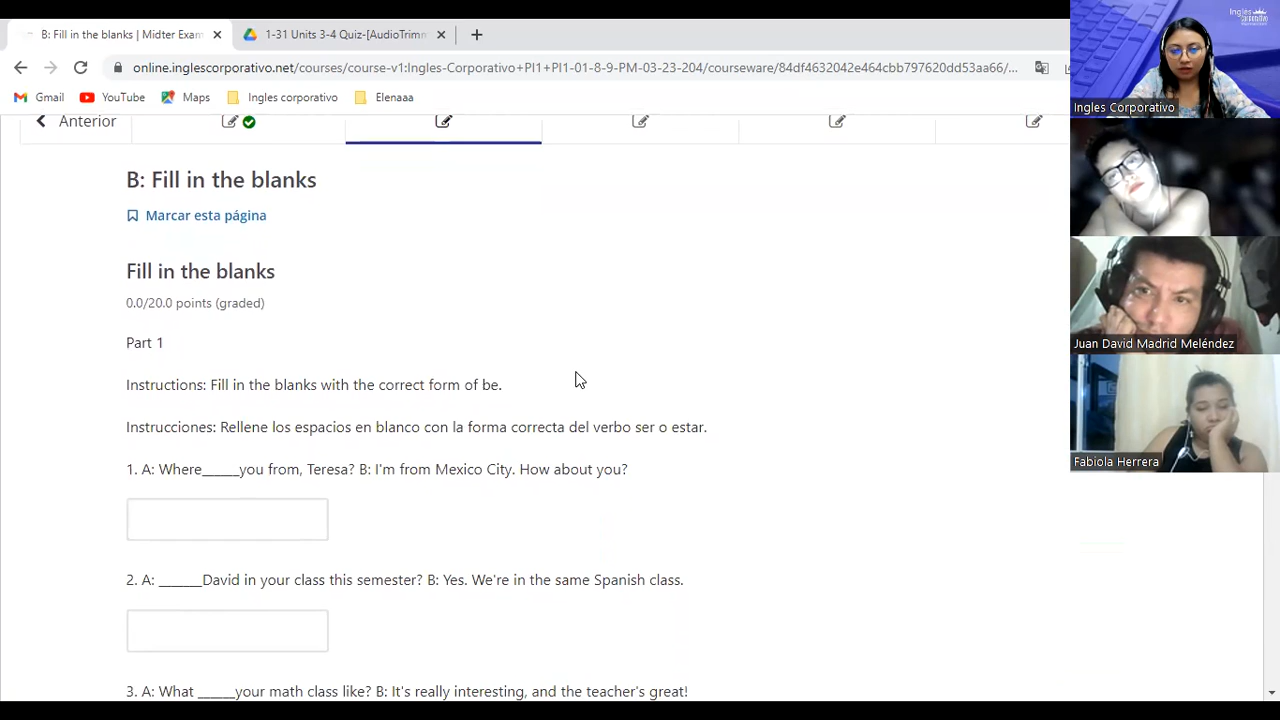 B: Fill in the blanks | Midter Exam
1-31 Units 3-4 Quiz-[AudioTrimm
online.inglescorporativo.net/courses/course-v1:Ingles-Corporativo+PI1+PI1-01-8-9-PM-03-23-204/courseware/84df4632042e464cbb797620dd53aa66/...
Gmail YouTube Maps Ingles corporativo Elenaaa
Anterior
B: Fill in the blanks
Marcar esta página
Fill in the blanks
0.0/20.0 points (graded)
Part 1
Instructions: Fill in the blanks with the correct form of be.
Instrucciones: Rellene los espacios en blanco con la forma correcta del verbo ser o estar.
1. A: Where______you from, Teresa? B: I'm from Mexico City. How about you?
2. A: _______David in your class this semester? B: Yes. We're in the same Spanish class.
3. A: What ______your math class like? B: It's really interesting, and the teacher's great!
Ingles
corporativo
Ingles Corporativo
Juan David Madrid Meléndez
Fabiola Herrera